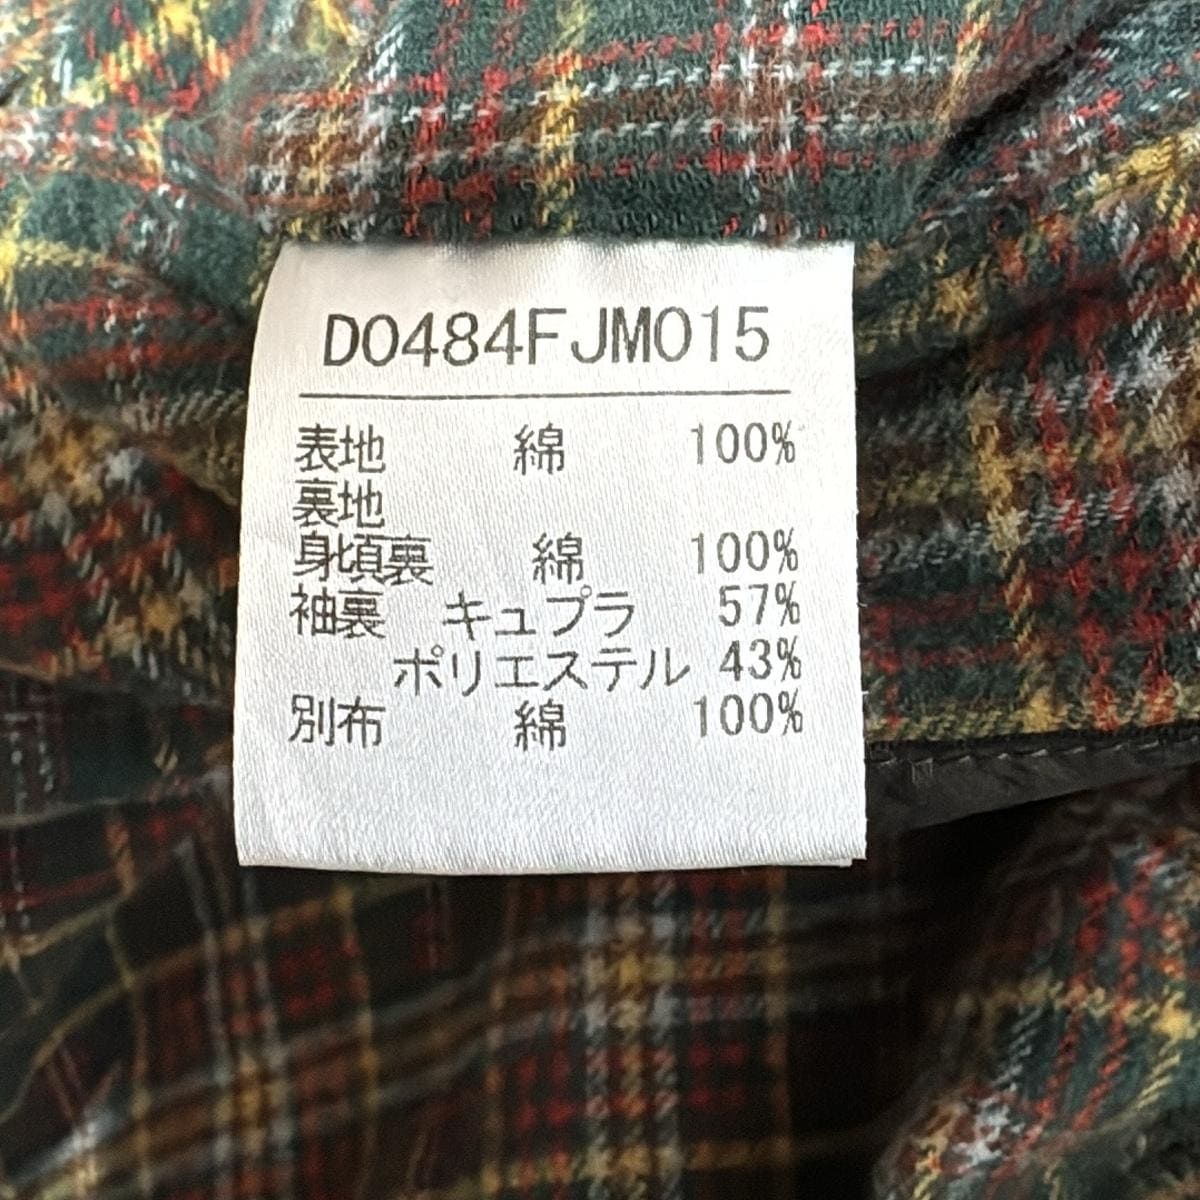 D0484FJM015
表地 綿 100%
裏地
身頃裏 綿 100%
袖裏 キュプラ 57%
ポリエステル 43%
別布 綿 100%